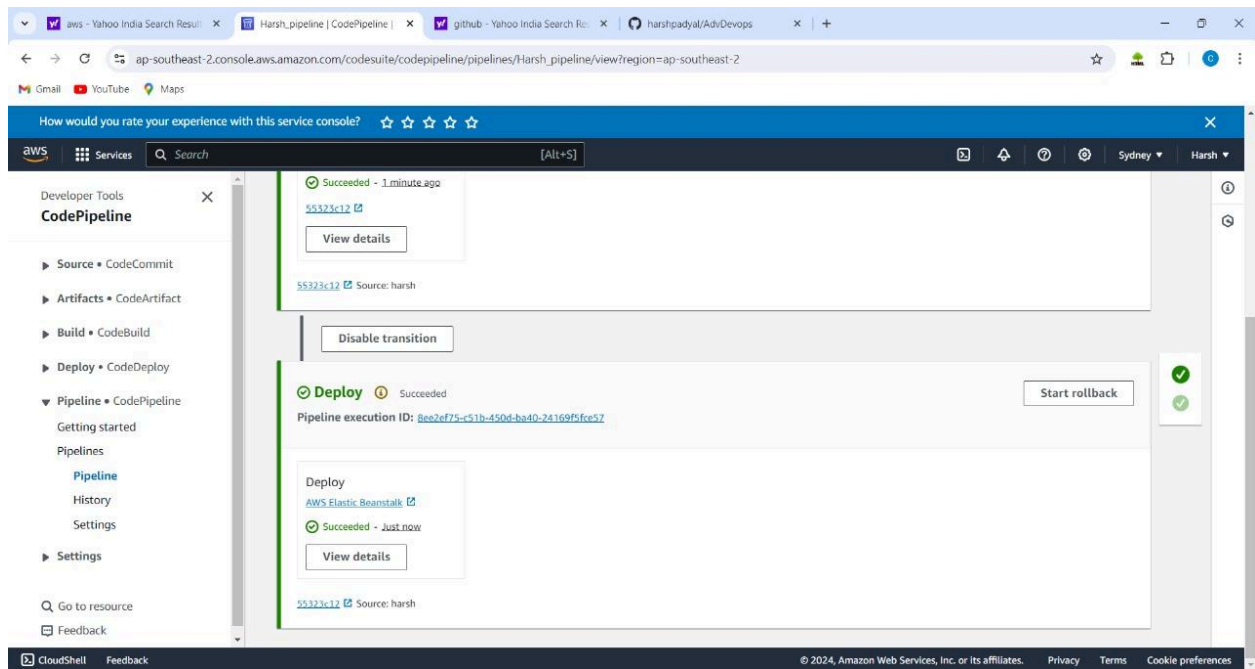 aws - Yahoo India Search Result
Harsh_pipeline | CodePipeline |
github - Yahoo India Search Re
harshpadyal/AdvDevops
ap-southeast-2.console.aws.amazon.com/codesuite/codepipeline/pipelines/Harsh_pipeline/view?region=ap-southeast-2
C
Gmail YouTube Maps
How would you rate your experience with this service console?
aws Services Search [Alt+S] Sydney Harsh
Developer Tools
CodePipeline
Source • CodeCommit
Artifacts • CodeArtifact
Build • CodeBuild
Deploy • CodeDeploy
Pipeline • CodePipeline
Getting started
Pipelines
Pipeline
History
Settings
Settings
Go to resource
Feedback
Succeeded - 1 minute ago
55323c12
View details
55323c12 Source: harsh
Disable transition
Deploy Succeeded
Start rollback
Pipeline execution ID: 8ee2ef75-c51b-450d-ba40-24169f5fce57
Deploy
AWS Elastic Beanstalk
Succeeded - Just now
View details
55323c12 Source: harsh
CloudShell Feedback © 2024, Amazon Web Services, Inc. or its affiliates. Privacy Terms Cookie preferences